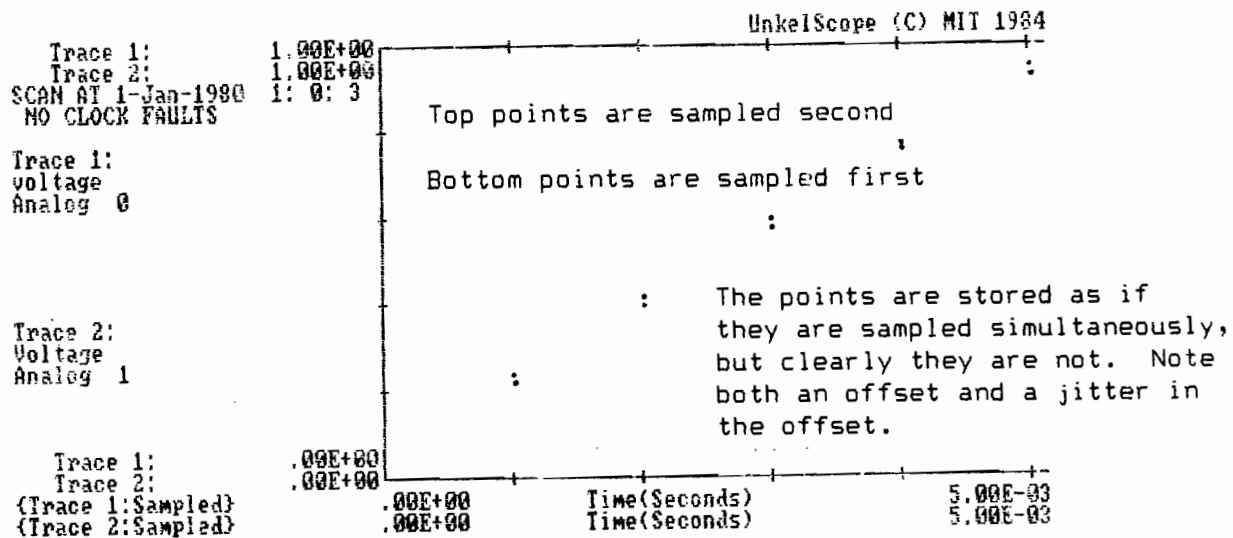 UnkelScope (C) MIT 1984
Trace 1: 1.00E+00
Trace 2: 1.00E+00
SCAN AT 1-Jan-1980 1: 0: 3
NO CLOCK FAULTS
Top points are sampled second
Trace 1:
voltage
Analog 0
Bottom points are sampled first
The points are stored as if
they are sampled simultaneously,
but clearly they are not. Note
both an offset and a jitter in
the offset.
Trace 2:
Voltage
Analog 1
Trace 1: .00E+00
Trace 2: .00E+00
{Trace 1:Sampled} .00E+00 Time(Seconds) 5.00E-03
{Trace 2:Sampled} .00E+00 Time(Seconds) 5.00E-03